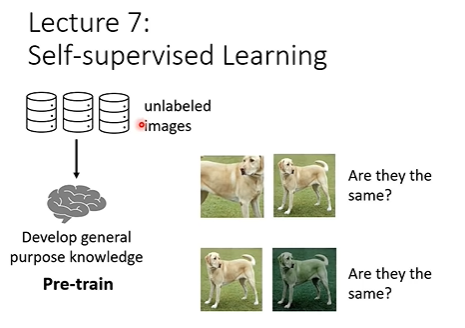 Lecture 7:
Self-supervised Learning
unlabeled
images
Develop general
purpose knowledge
Pre-train
Are they the
same?
Are they the
same?